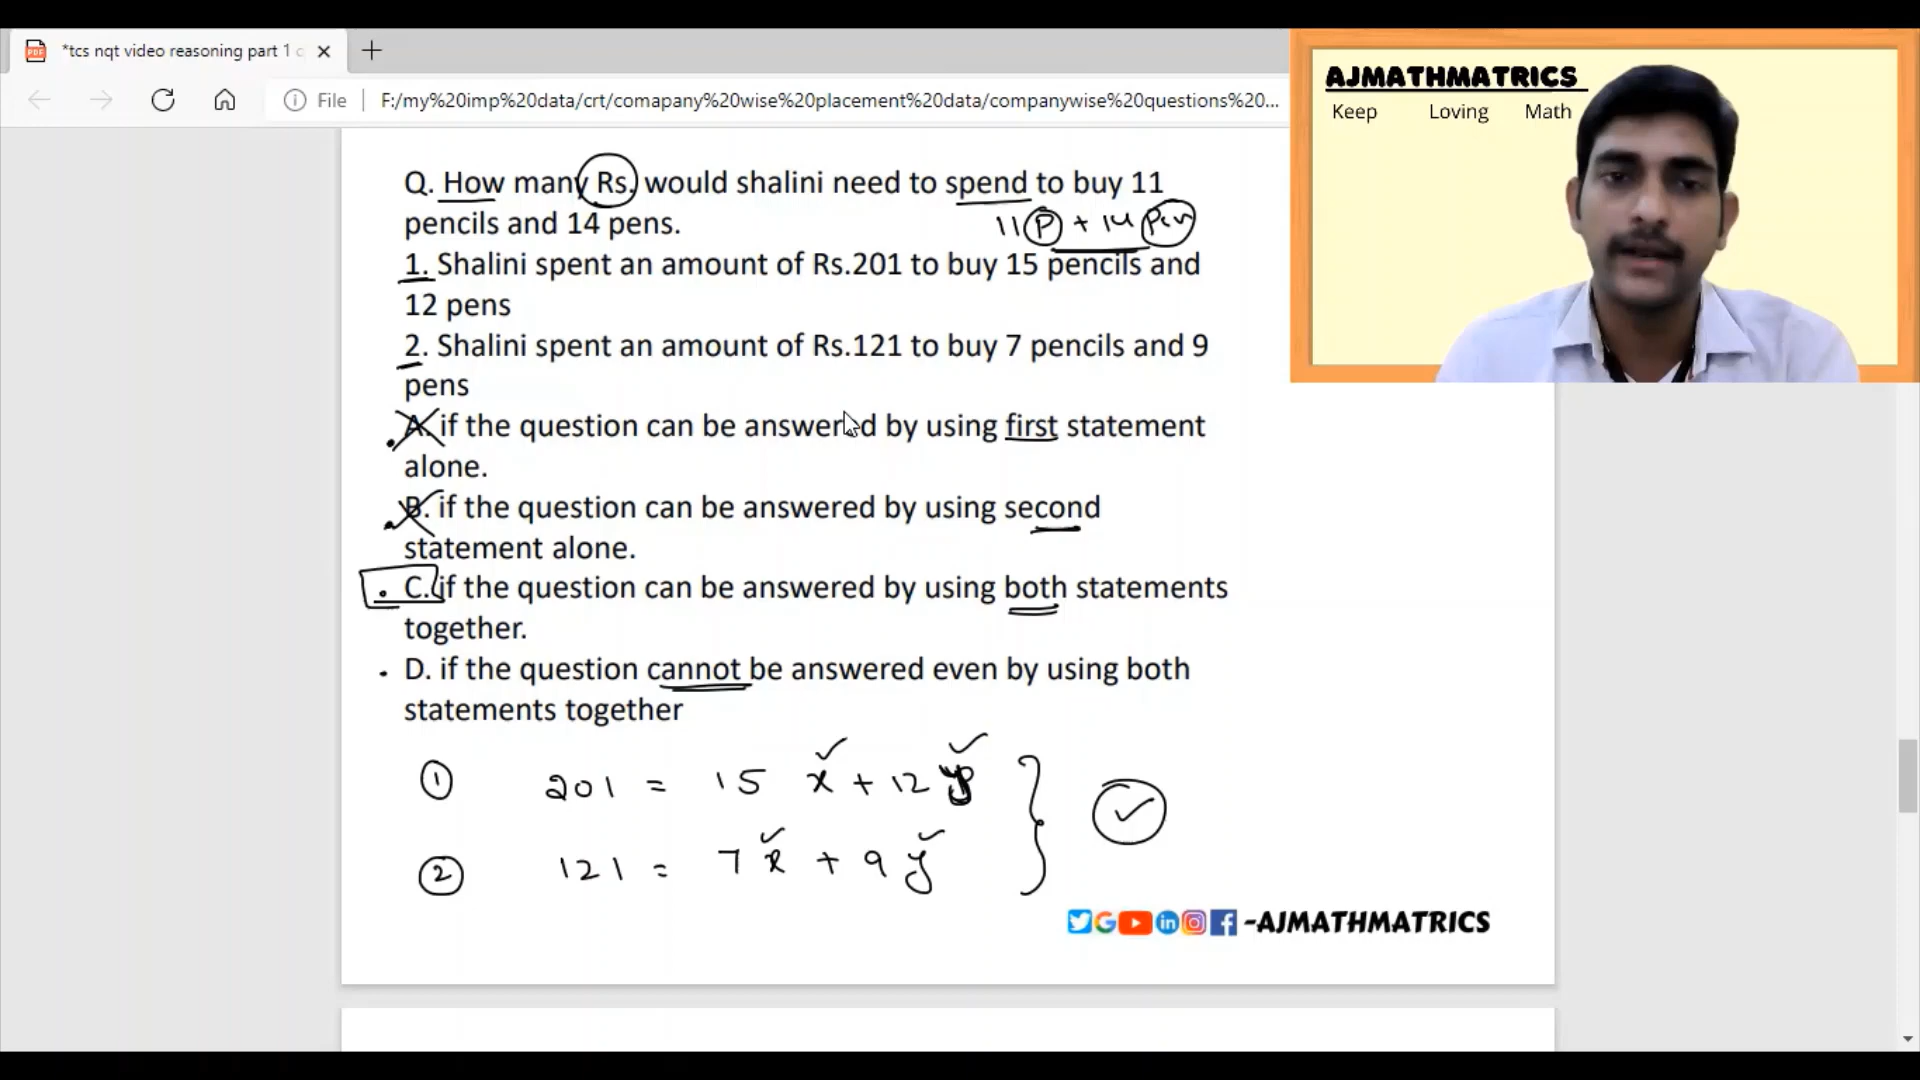 *tcs nqt video reasoning part 1
File
F:/my%20imp%20data/crt/comapany%20wise%20placement%20data/companywise%20questions%20...
AJMATHMATRICS
Keep Loving Math
Q. How many Rs. would shalini need to spend to buy 11
pencils and 14 pens.
11 P + 14 Pen
1. Shalini spent an amount of Rs.201 to buy 15 pencils and
12 pens
2. Shalini spent an amount of Rs.121 to buy 7 pencils and 9
pens
A. if the question can be answered by using first statement
alone.
B. if the question can be answered by using second
statement alone.
C. if the question can be answered by using both statements
together.
D. if the question cannot be answered even by using both
statements together
① 201 = 15 x + 12 y
② 121 = 7 x + 9 y
-AJMATHMATRICS